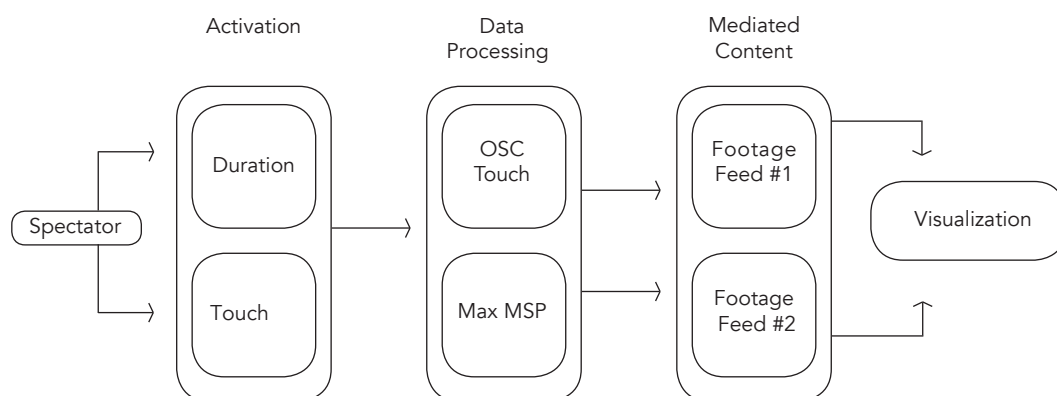 Activation
Data
Processing
Mediated
Content
Spectator
Duration
Touch
OSC
Touch
Max MSP
Footage
Feed #1
Footage
Feed #2
Visualization